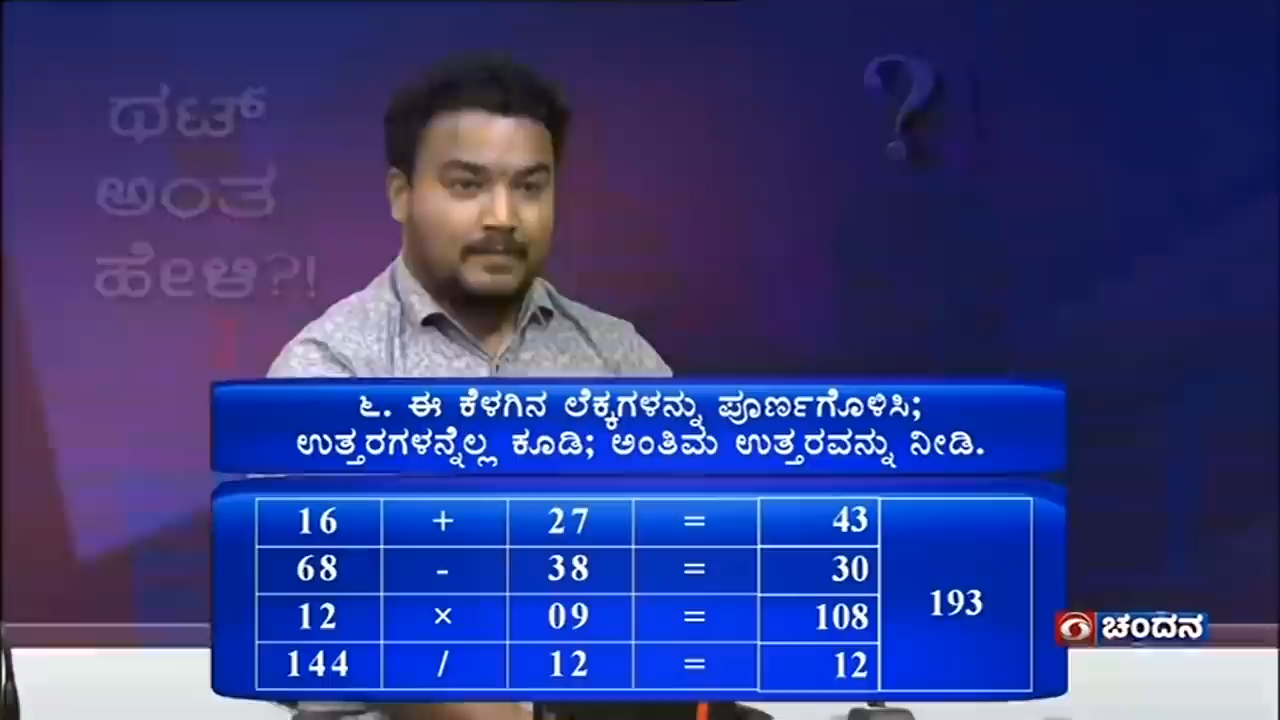 ಥಟ್
ಅಂತ
ಹೇಳಿ?!
?
೬. ಈ ಕೆಳಗಿನ ಲೆಕ್ಕಗಳನ್ನು ಪೂರ್ಣಗೊಳಿಸಿ;
ಉತ್ತರಗಳನ್ನೆಲ್ಲ ಕೂಡಿ; ಅಂತಿಮ ಉತ್ತರವನ್ನು ನೀಡಿ.
16 + 27 = 43
68 - 38 = 30
193
12 × 09 = 108
144 / 12 = 12
ಚಂದನ